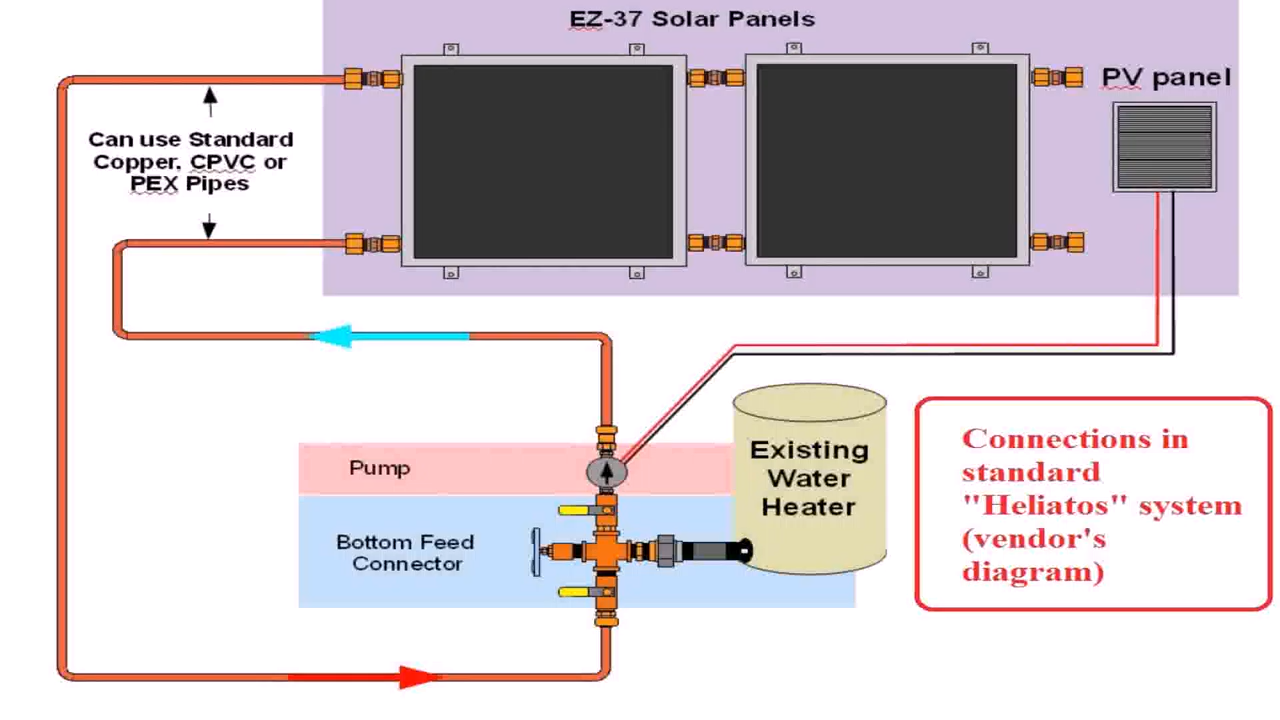 EZ-37 Solar Panels
PV panel
Can use Standard
Copper, CPVC or
PEX Pipes
Pump
Bottom Feed
Connector
Existing
Water
Heater
Connections in
standard
"Heliatos" system
(vendor's
diagram)